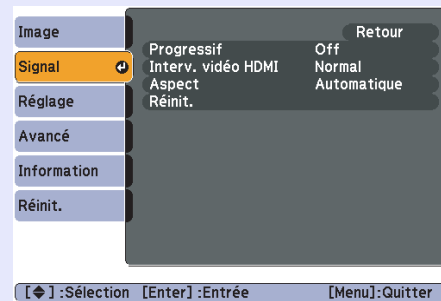 Image
Signal
Réglage
Avancé
Information
Réinit.
Retour
Progressif Off
Interv. vidéo HDMI Normal
Aspect Automatique
Réinit.
[◆] :Sélection [Enter] :Entrée [Menu]:Quitter